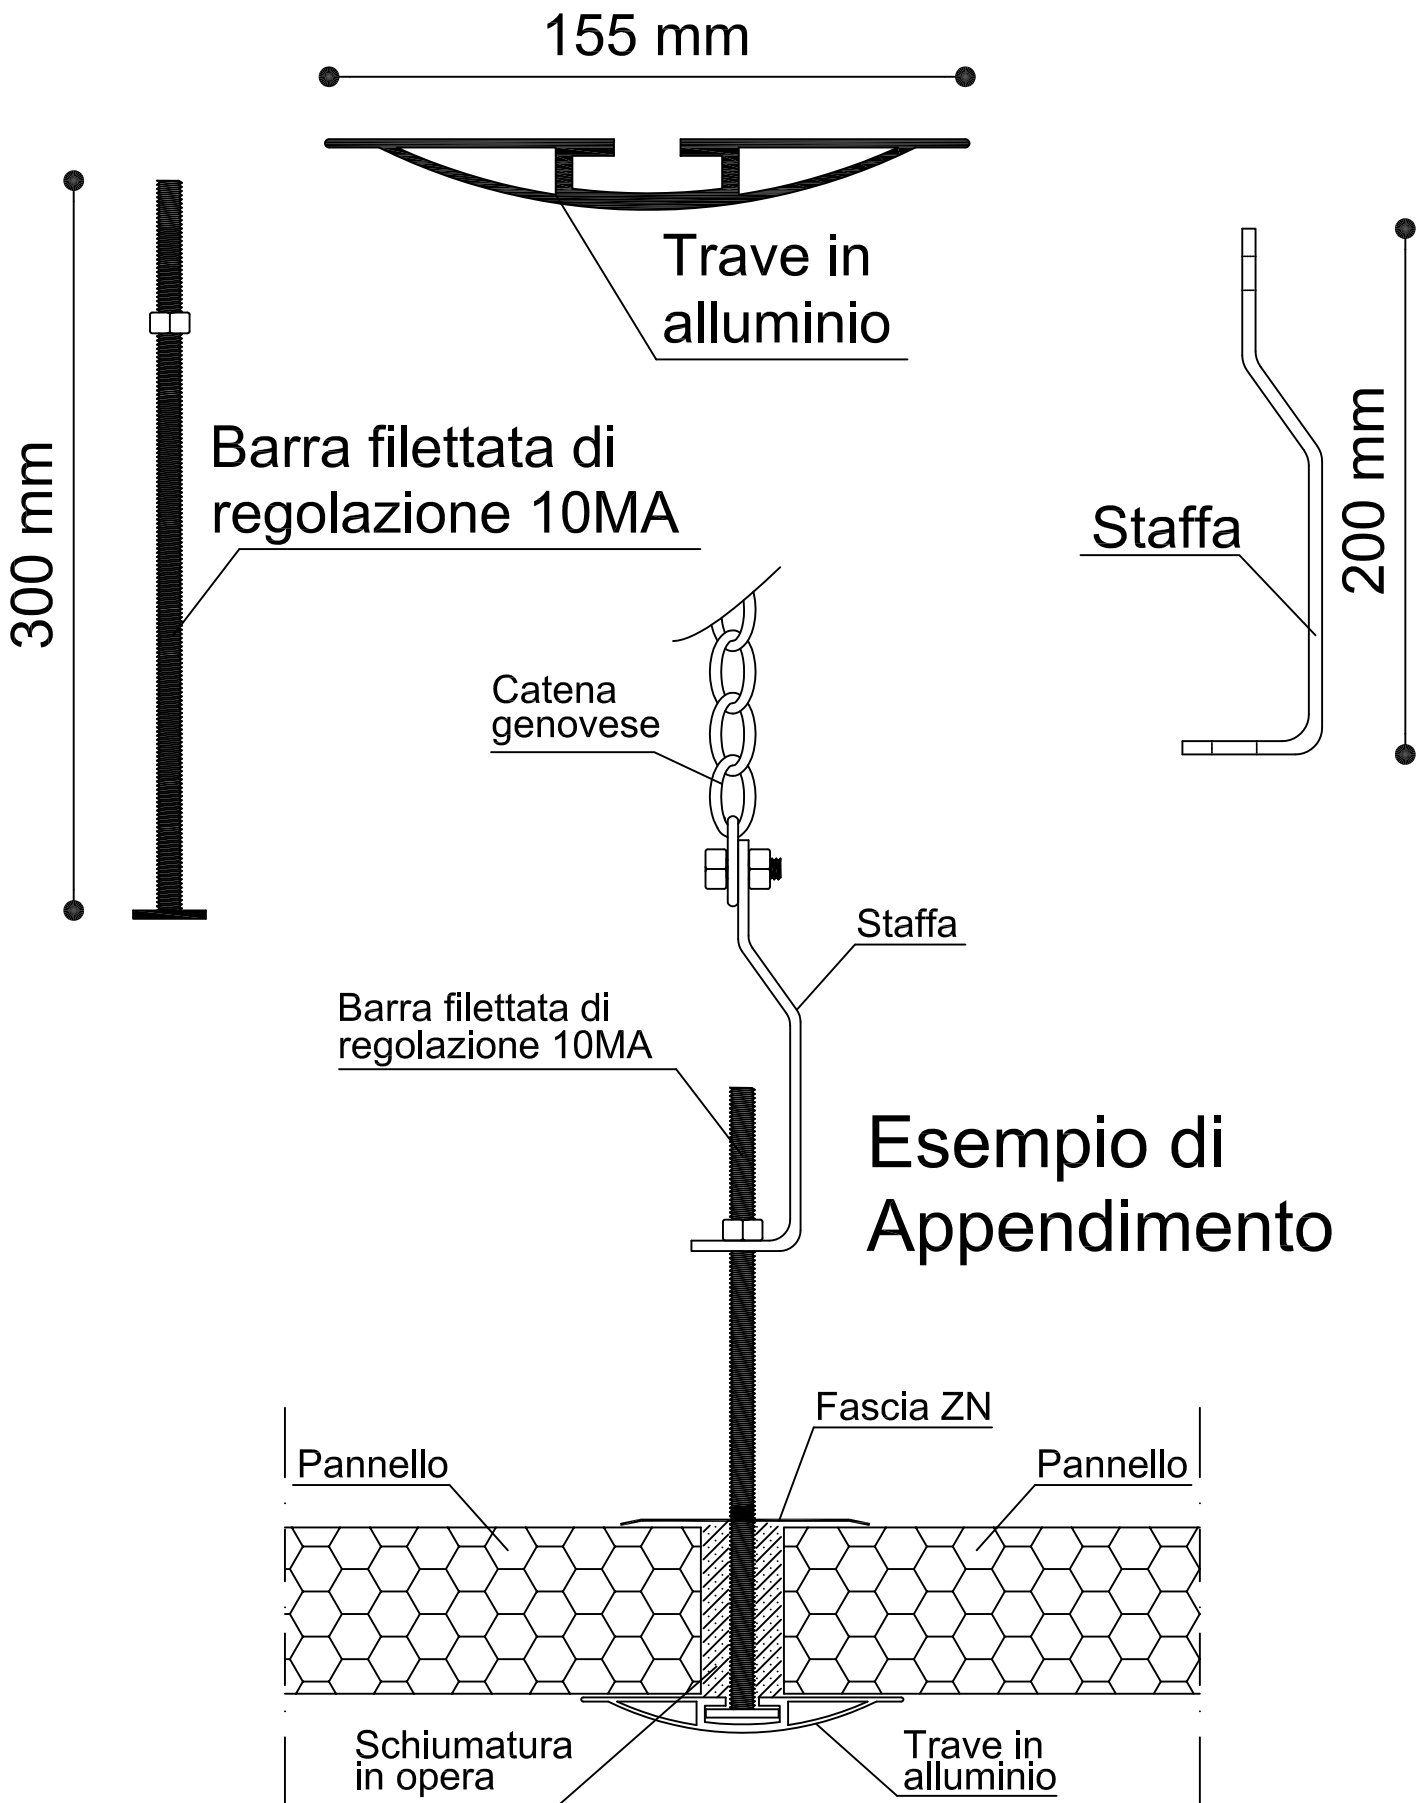 155 mm
Trave in
alluminio
300 mm
Barra filettata di
regolazione 10MA
Staffa
200 mm
Catena
genovese
Staffa
Barra filettata di
regolazione 10MA
Esempio di
Appendimento
Fascia ZN
Pannello
Pannello
Schiumatura
in opera
Trave in
alluminio